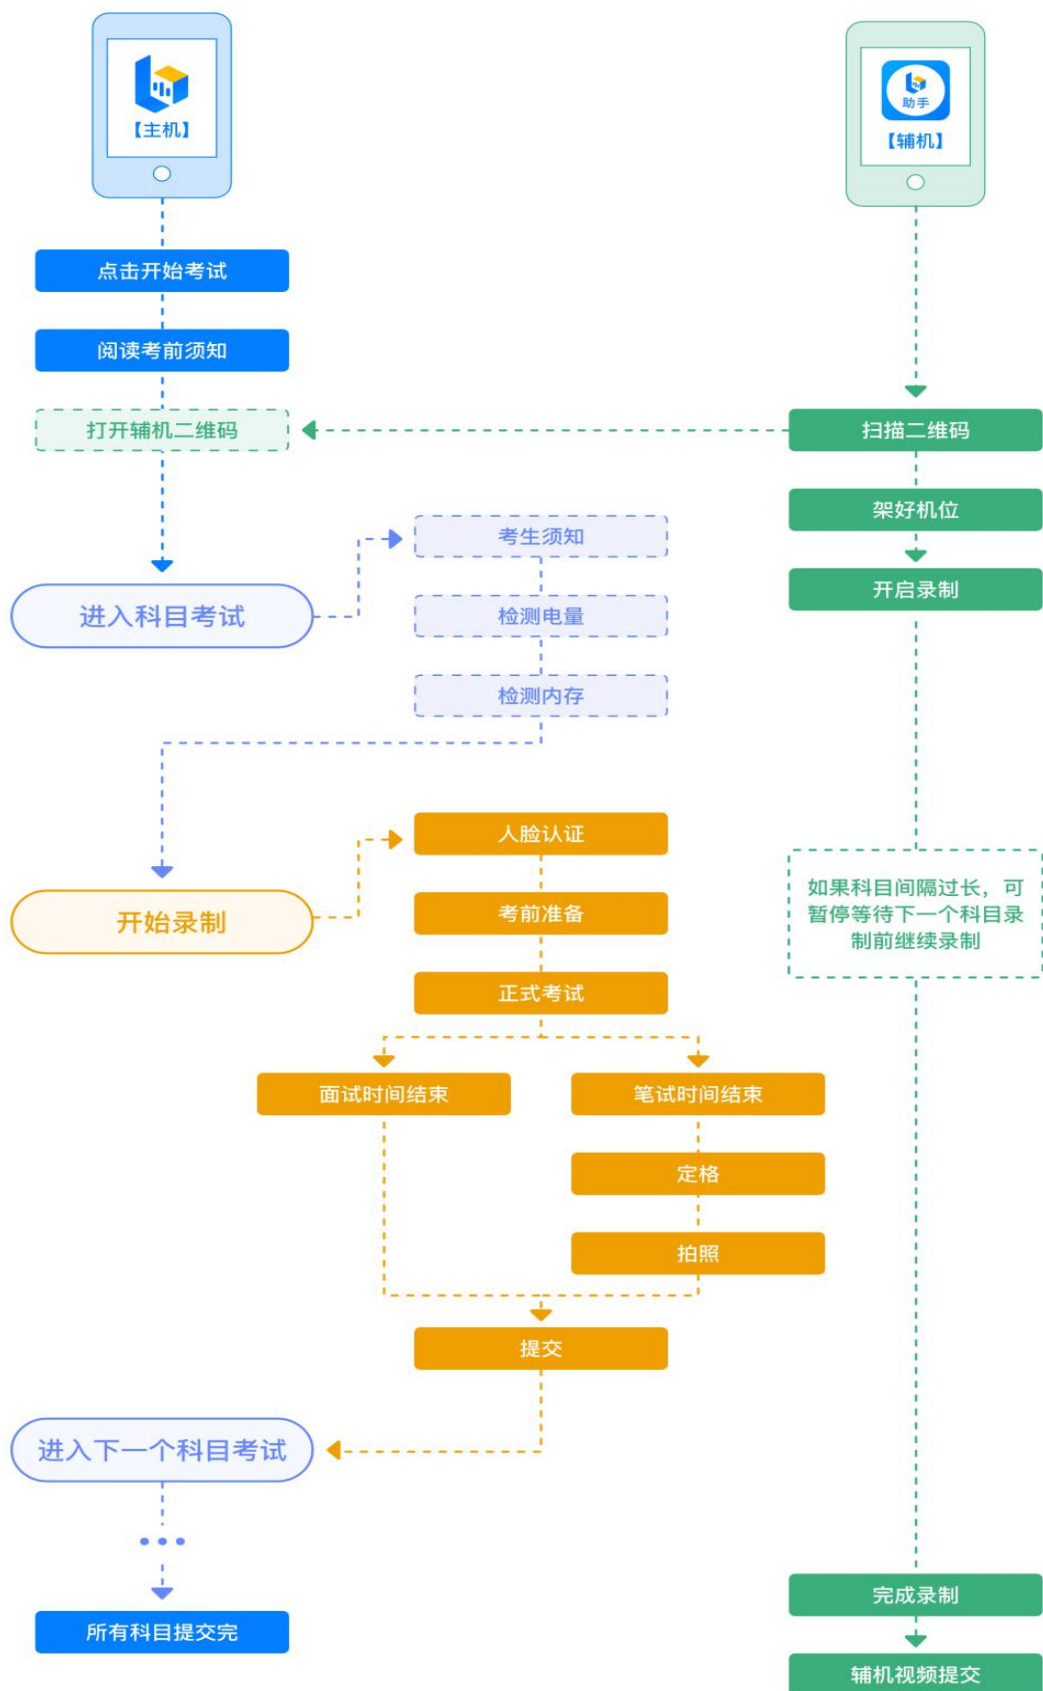 【主机】
助手
【辅机】
点击开始考试
阅读考前须知
打开辅机二维码
扫描二维码
架好机位
考生须知
开启录制
进入科目考试
检测电量
检测内存
人脸认证
如果科目间隔过长，可
暂停等待下一个科目录
制前继续录制
开始录制
考前准备
正式考试
面试时间结束
笔试时间结束
定格
拍照
提交
进入下一个科目考试
完成录制
所有科目提交完
辅机视频提交